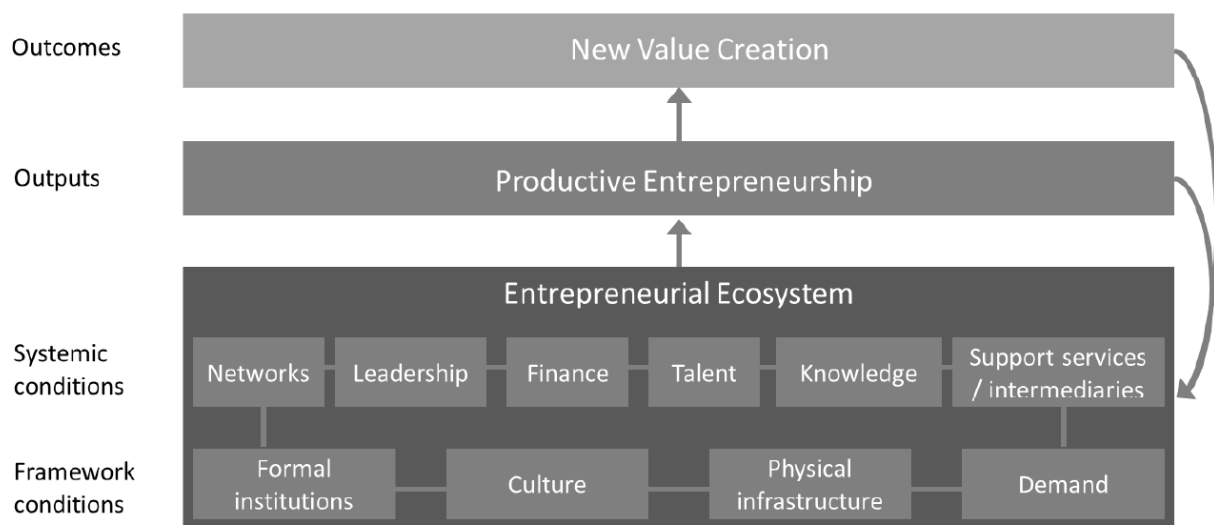 Outcomes
New Value Creation
Outputs
Productive Entrepreneurship
Entrepreneurial Ecosystem
Systemic
conditions
Networks
Leadership
Finance
Talent
Knowledge
Support services
/ intermediaries
Framework
conditions
Formal
institutions
Culture
Physical
infrastructure
Demand